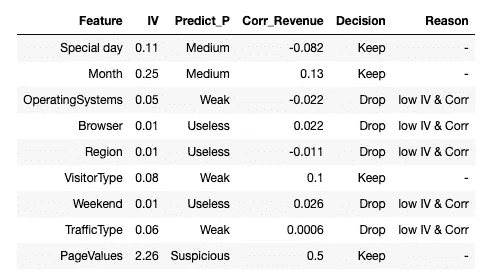 Feature IV Predict_P Corr_Revenue Decision Reason
Special day 0.11 Medium -0.082 Keep -
Month 0.25 Medium 0.13 Keep -
OperatingSystems 0.05 Weak -0.022 Drop low IV & Corr
Browser 0.01 Useless 0.022 Drop low IV & Corr
Region 0.01 Useless -0.011 Drop low IV & Corr
VisitorType 0.08 Weak 0.1 Keep -
Weekend 0.01 Useless 0.026 Drop low IV & Corr
TrafficType 0.06 Weak 0.0006 Drop low IV & Corr
PageValues 2.26 Suspicious 0.5 Keep -